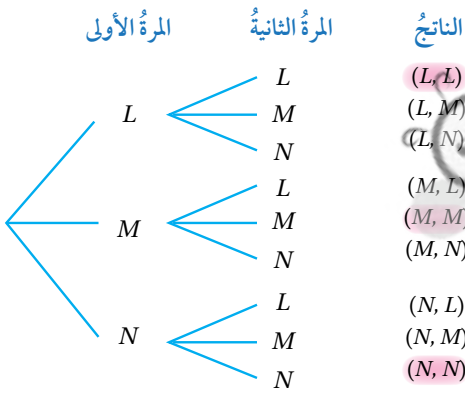 المرةُ الأولى المرةُ الثانيةُ الناتجُ
L (L, L)
L M (L, M)
N (L, N)
L (M, L)
M M (M, M)
N (M, N)
L (N, L)
N M (N, M)
N (N, N)